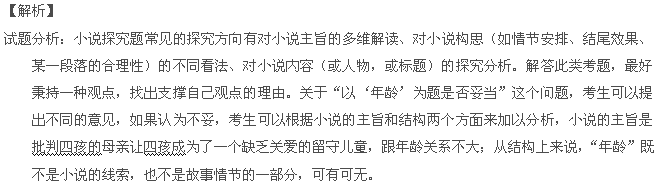 【解析】
试题分析：小说探究题常见的探究方向有对小说主旨的多维解读、对小说构思（如情节安排、结尾效果、
某一段落的合理性）的不同看法、对小说内容（或人物，或标题）的探究分析。解答此类考题，最好
秉持一种观点，找出支撑自己观点的理由。关于“以‘年龄’为题是否妥当”这个问题，考生可以提
出不同的意见，如果认为不妥，考生可以根据小说的主旨和结构两个方面来加以分析，小说的主旨是
批判四孩的母亲让四孩成为了一个缺乏关爱的留守儿童，跟年龄关系不大；从结构上来说，“年龄”既
不是小说的线索，也不是故事情节的一部分，可有可无。